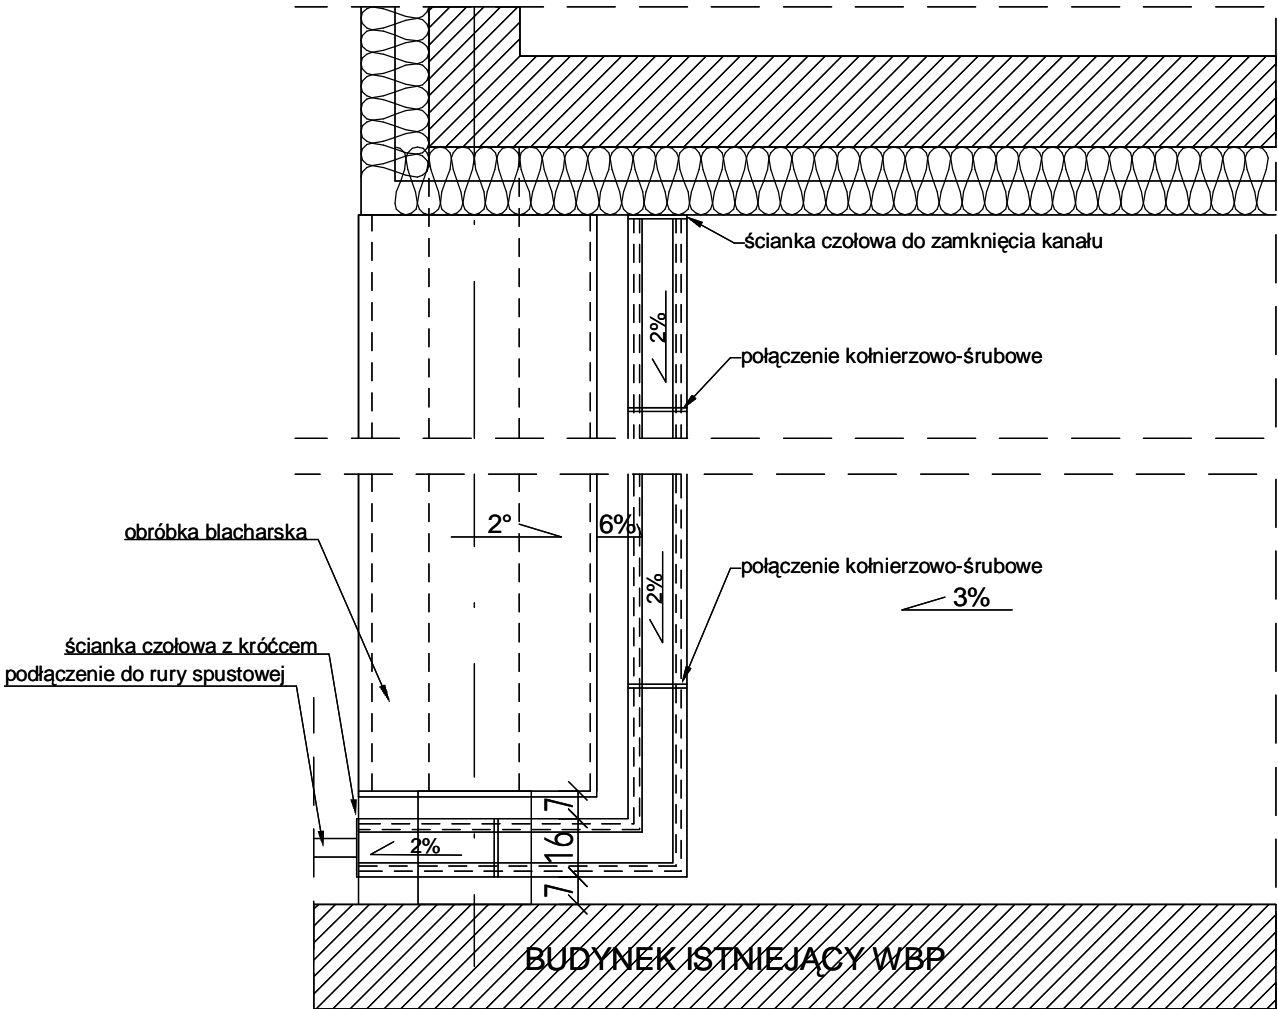 ścianka czołowa do zamknięcia kanału
2%
połączenie kołnierzowo-śrubowe
obróbka blacharska
2°
6%
połączenie kołnierzowo-śrubowe
2%
3%
ścianka czołowa z króćcem
podłączenie do rury spustowej
7
2%
16
7
BUDYNEK ISTNIEJĄCY WBP